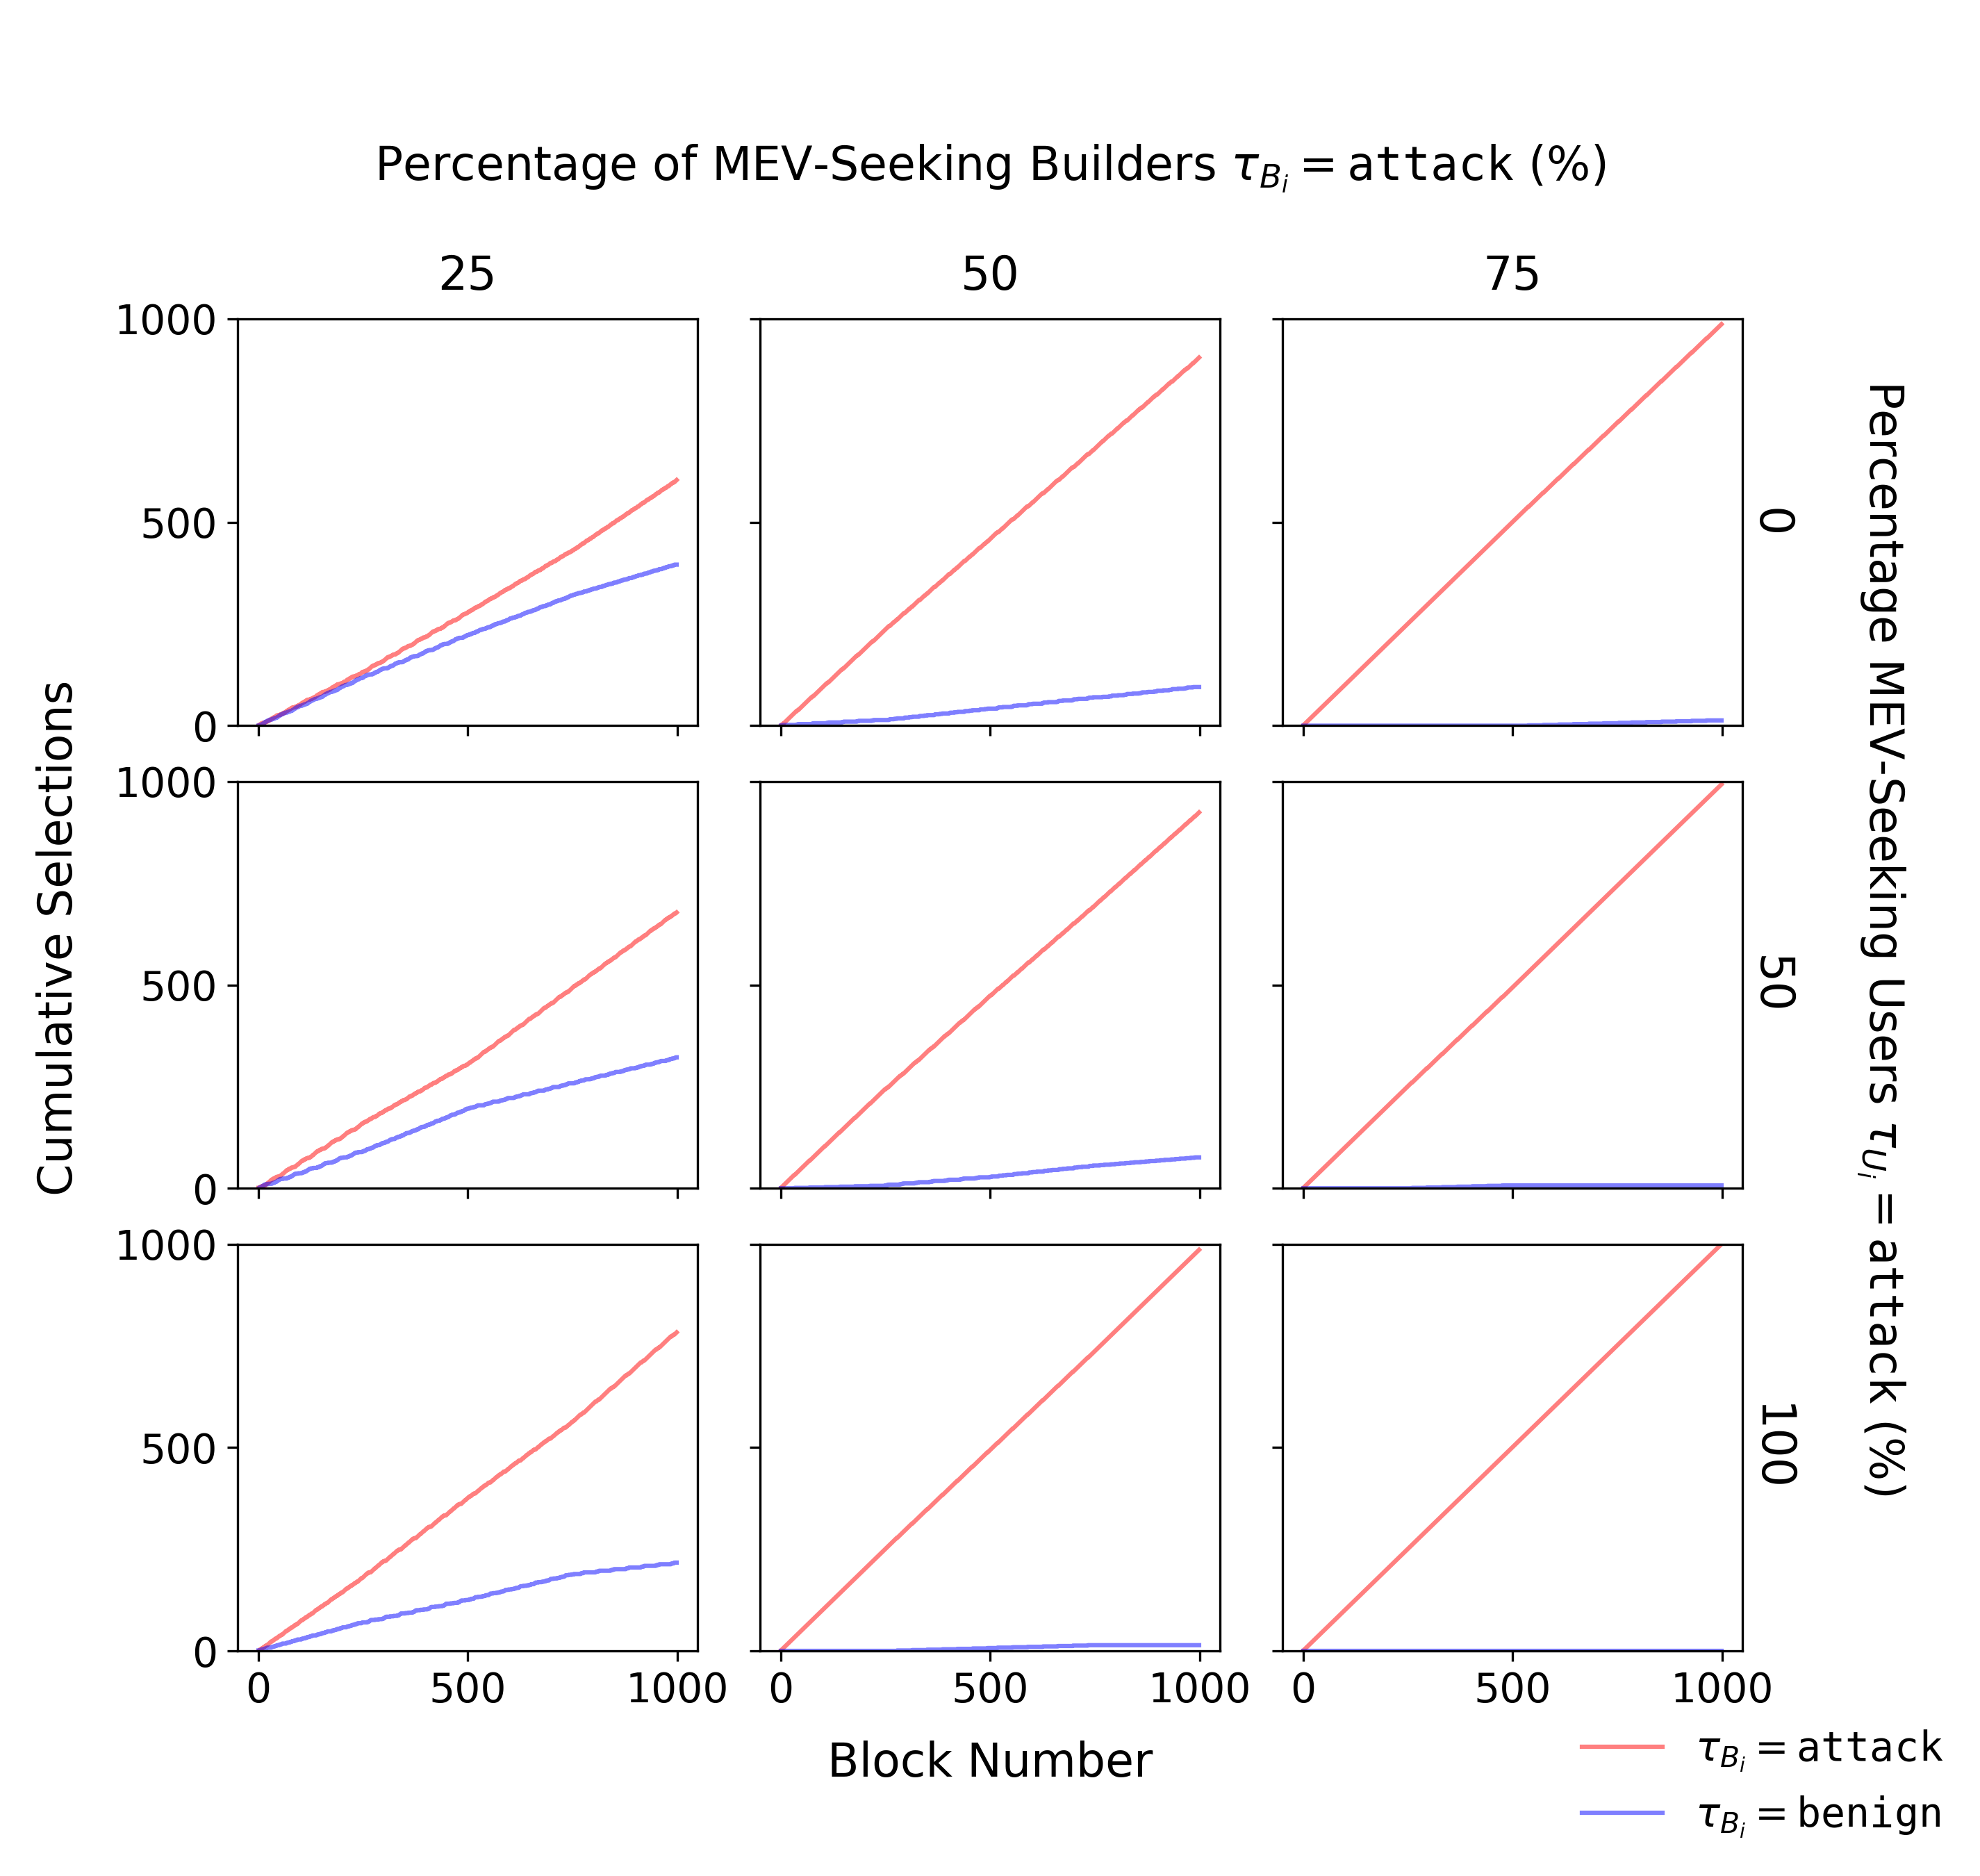 Percentage of MEV-Seeking Builders τ_{B_i} = attack (%)
25 50 75
1000
500
0
0
1000
500
0
50
1000
500
0
100
0 500 1000 0 500 1000 0 500 1000
Cumulative Selections
Percentage MEV-Seeking Users τ_{U_i} = attack (%)
Block Number
τ_{B_i} = attack
τ_{B_i} = benign